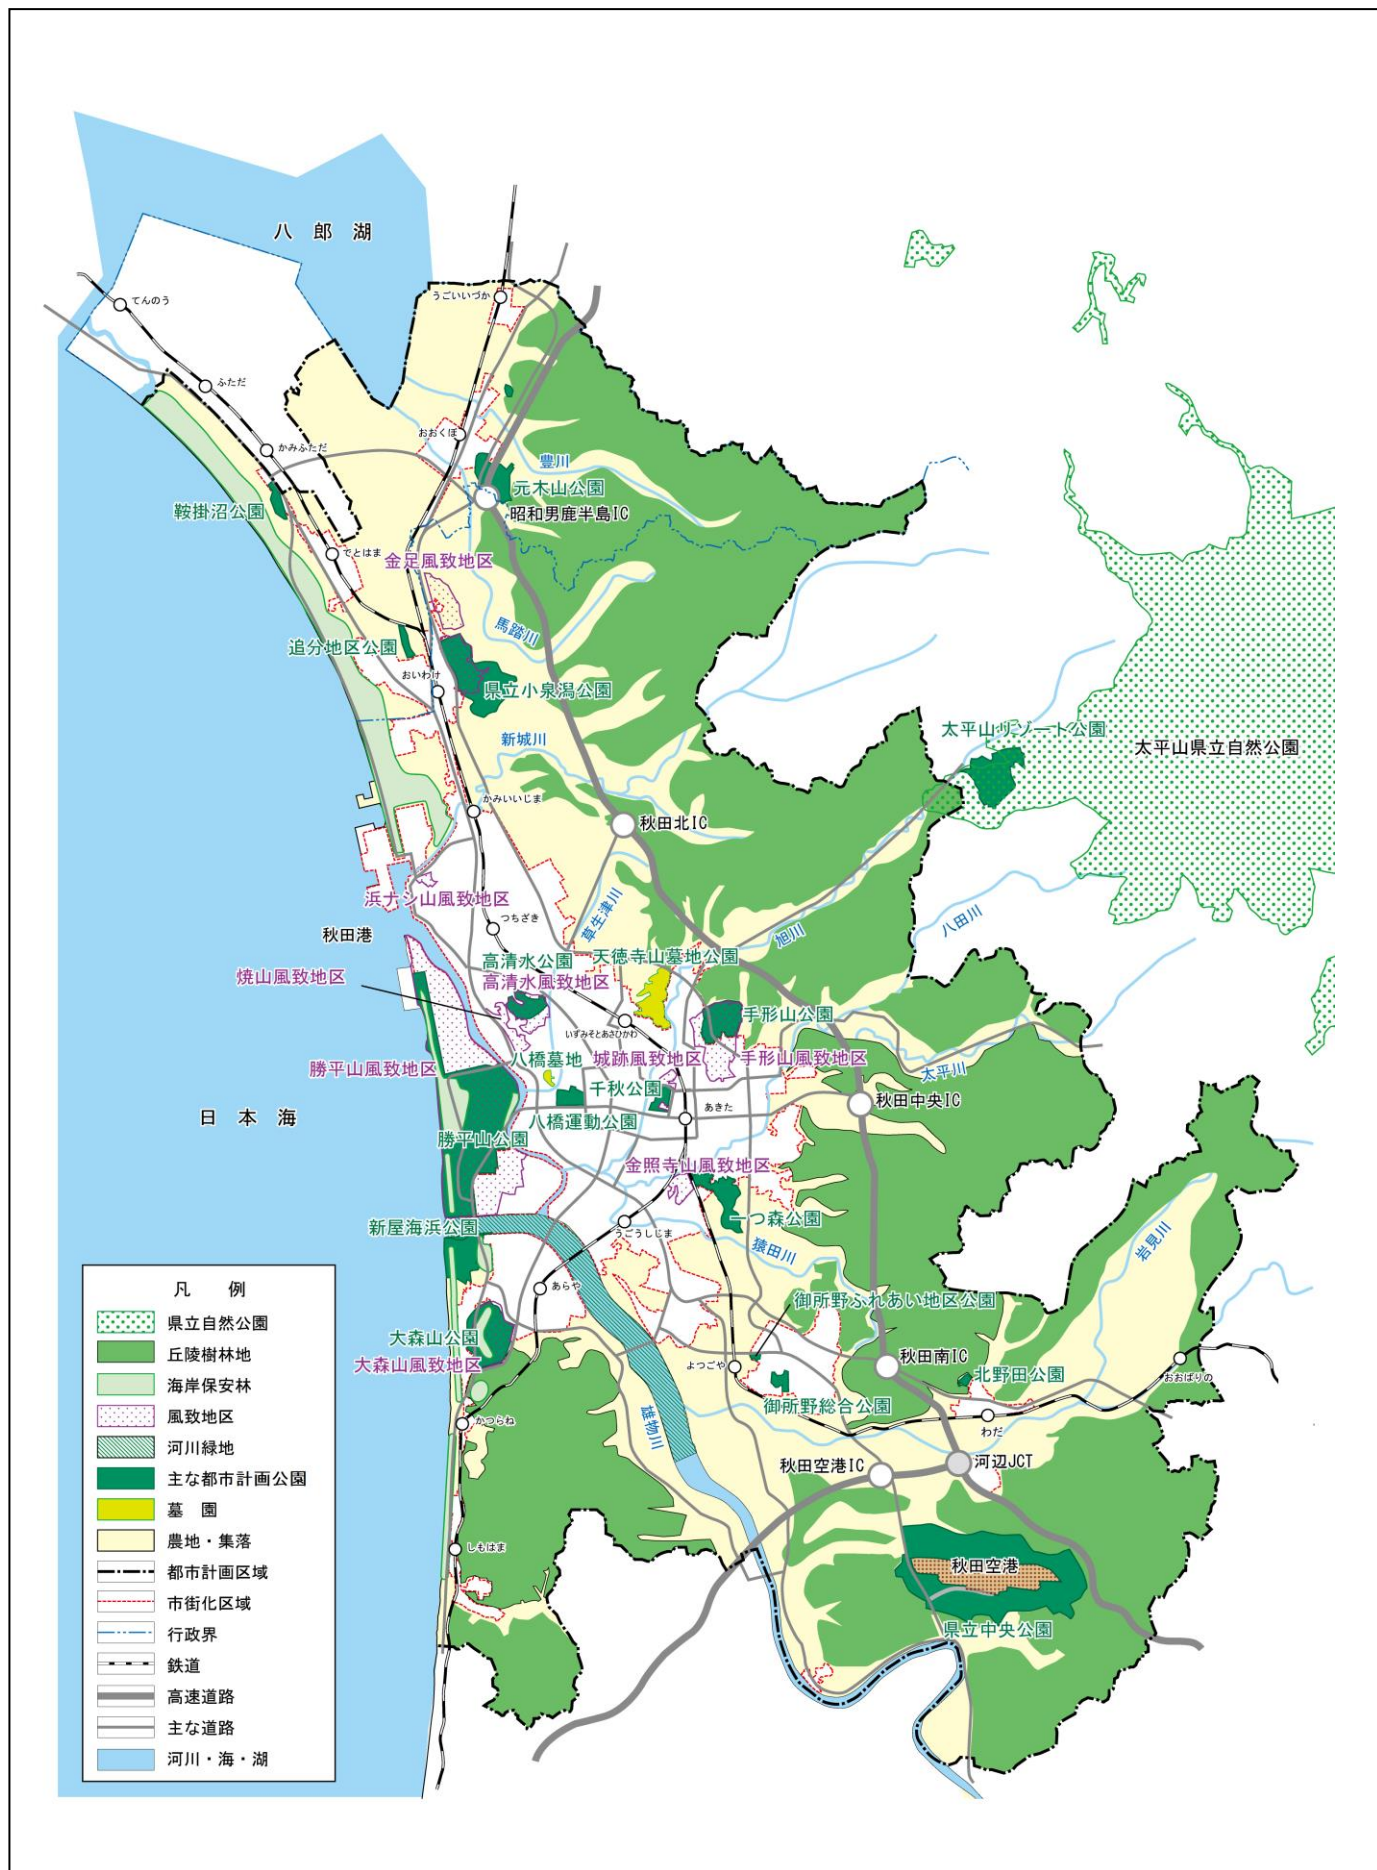 八郎湖
てんのう
うごいいづか
ふただ
おおくぼ
かみふただ
豊川
元木山公園
鞍掛沼公園
昭和男鹿半島IC
でとはま
金足風致地区
馬踏川
追分地区公園
おいわけ
県立小泉潟公園
太平山リゾート公園
新城川
太平山県立自然公園
かみいいじま
秋田北IC
浜ナシ山風致地区
草生津川
八田川
つちざき
秋田港
旭川
高清水公園
天徳寺山墓地公園
焼山風致地区
高清水風致地区
手形山公園
いずみそとあさひかわ
八橋墓地
城跡風致地区
手形山風致地区
勝平山風致地区
太平川
千秋公園
秋田中央IC
日本海
あきた
八橋運動公園
勝平山公園
金照寺山風致地区
一つ森公園
新屋海浜公園
うごうしじま
猿田川
岩見川
凡例
県立自然公園
丘陵樹林地
海岸保安林
風致地区
河川緑地
主な都市計画公園
墓園
農地・集落
都市計画区域
市街化区域
行政界
鉄道
高速道路
主な道路
河川・海・湖
あらや
御所野ふれあい地区公園
大森山公園
大森山風致地区
よつごや
秋田南IC
北野田公園
おおばりの
御所野総合公園
かつらね
わだ
雄物川
秋田空港IC
河辺JCT
しもはま
秋田空港
県立中央公園